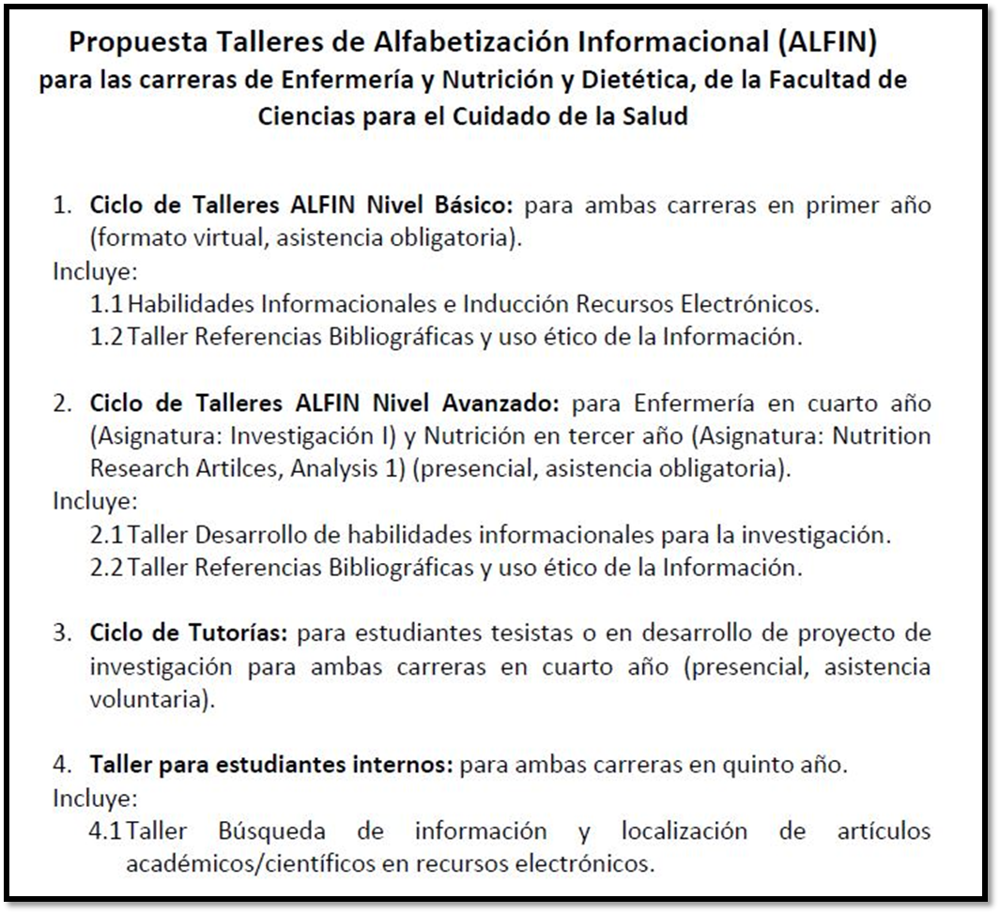 Propuesta Talleres de Alfabetización Informacional (ALFIN)
para las carreras de Enfermería y Nutrición y Dietética, de la Facultad de
Ciencias para el Cuidado de la Salud
1. Ciclo de Talleres ALFIN Nivel Básico: para ambas carreras en primer año
(formato virtual, asistencia obligatoria).
Incluye:
1.1 Habilidades Informacionales e Inducción Recursos Electrónicos.
1.2 Taller Referencias Bibliográficas y uso ético de la Información.
2. Ciclo de Talleres ALFIN Nivel Avanzado: para Enfermería en cuarto año
(Asignatura: Investigación I) y Nutrición en tercer año (Asignatura: Nutrition
Research Artilces, Analysis 1) (presencial, asistencia obligatoria).
Incluye:
2.1 Taller Desarrollo de habilidades informacionales para la investigación.
2.2 Taller Referencias Bibliográficas y uso ético de la Información.
3. Ciclo de Tutorías: para estudiantes tesistas o en desarrollo de proyecto de
investigación para ambas carreras en cuarto año (presencial, asistencia
voluntaria).
4. Taller para estudiantes internos: para ambas carreras en quinto año.
Incluye:
4.1 Taller Búsqueda de información y localización de artículos
académicos/científicos en recursos electrónicos.